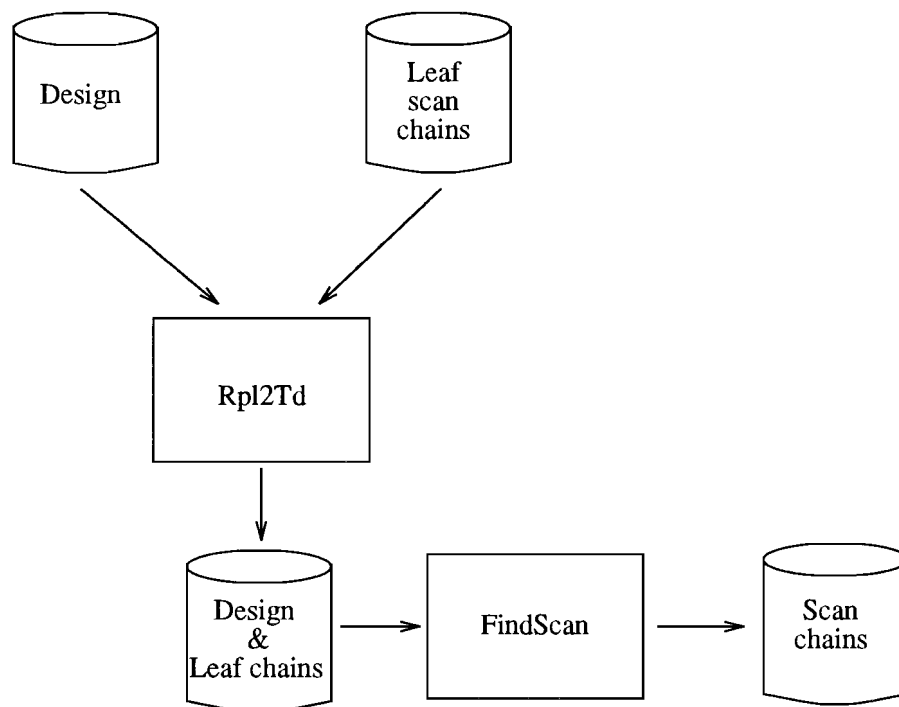 Design
Leaf
scan
chains
Rpl2Td
Design
&
Leaf chains
FindScan
Scan
chains